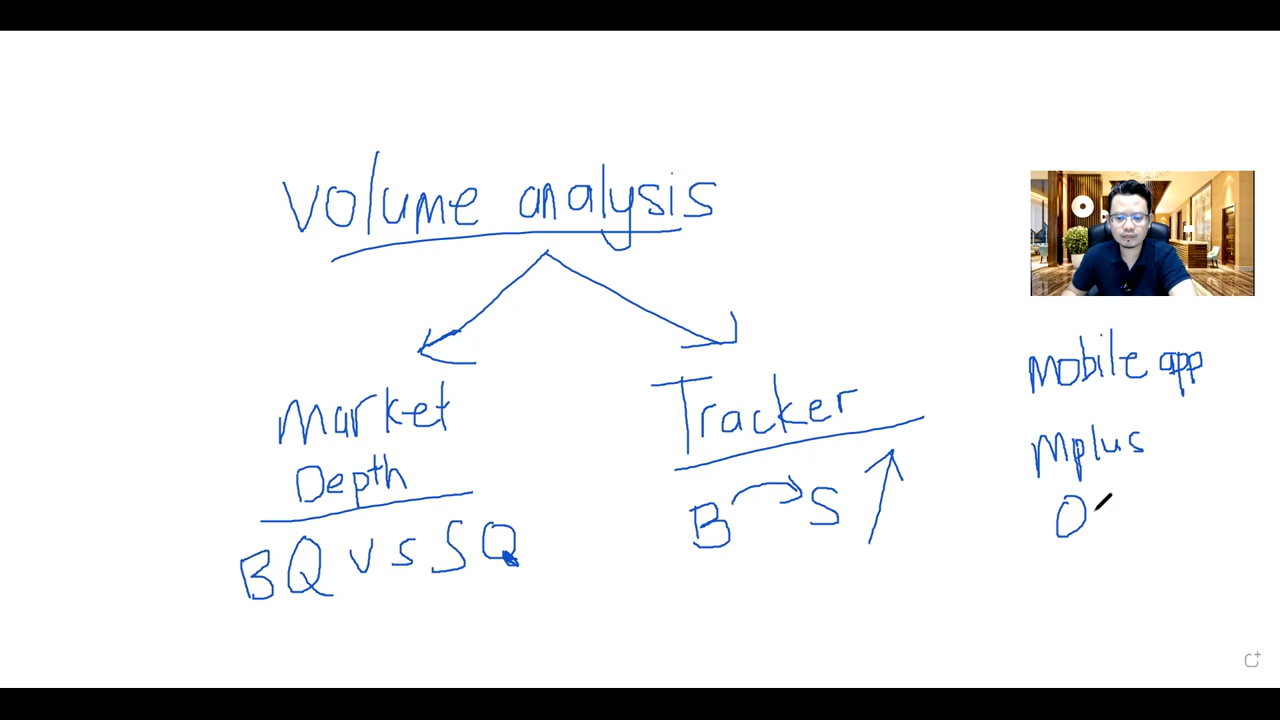 Volume analysis
Market
Depth
BQ vs SQ
Tracker
B S
Mobile app
Mplus
O